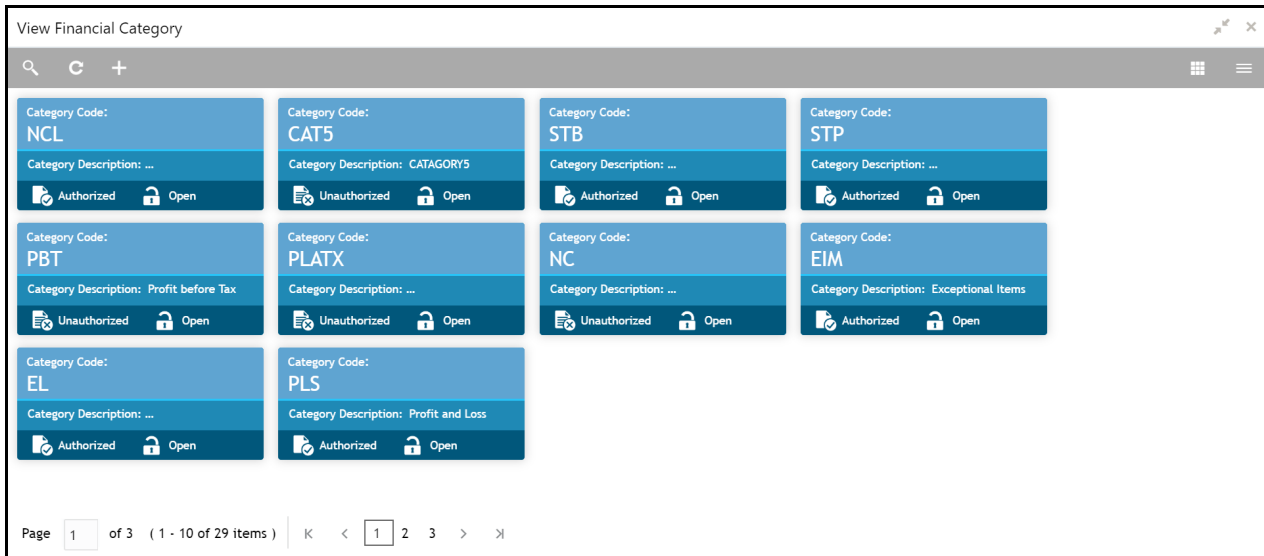 View Financial Category
Category Code:
NCL
Category Description: ...
Authorized Open
Category Code:
CAT5
Category Description: CATAGORY5
Unauthorized Open
Category Code:
STB
Category Description: ...
Authorized Open
Category Code:
STP
Category Description: ...
Authorized Open
Category Code:
PBT
Category Description: Profit before Tax
Unauthorized Open
Category Code:
PLATX
Category Description: ...
Unauthorized Open
Category Code:
NC
Category Description: ...
Unauthorized Open
Category Code:
EIM
Category Description: Exceptional Items
Authorized Open
Category Code:
EL
Category Description: ...
Authorized Open
Category Code:
PLS
Category Description: Profit and Loss
Authorized Open
Page 1 of 3 ( 1 - 10 of 29 items ) 1 2 3